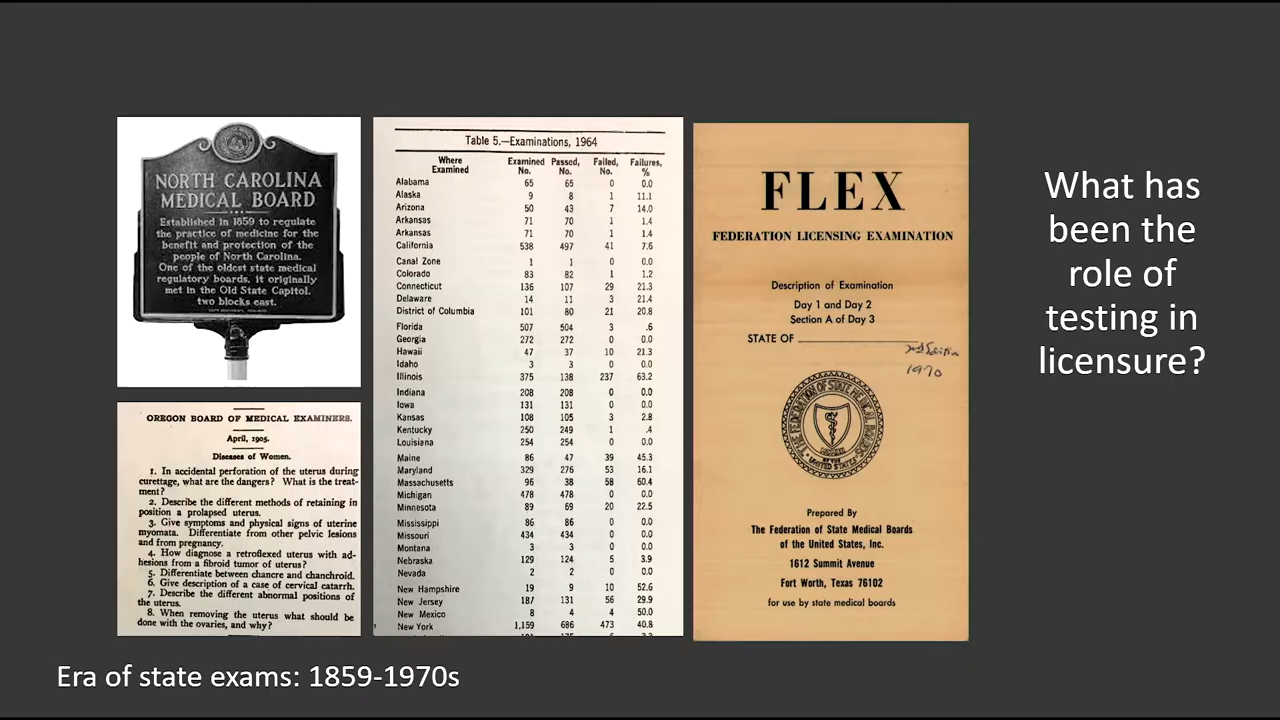 NORTH CAROLINA
MEDICAL BOARD
Established in 1859 to regulate
the practice of medicine for the
benefit and protection of the
people of North Carolina.
One of the oldest state medical
regulatory boards, it originally
met in the Old State Capitol,
two blocks east.
OREGON BOARD OF MEDICAL EXAMINERS.
April, 1905.
Diseases of Women.
1. In accidental perforation of the uterus during
curettage, what are the dangers? What is the treat-
ment?
2. Describe the different methods of retaining in
position a prolapsed uterus.
3. Give symptoms and physical signs of uterine
myomata. Differentiate from other pelvic lesions
and from pregnancy.
4. How diagnose a retroflexed uterus with ad-
hesions from a fibroid tumor of uterus?
5. Differentiate between chancre and chanchroid.
6. Give description of a case of cervical catarrh.
7. Describe the different abnormal positions of
the uterus.
8. When removing the uterus what should be
done with the ovaries, and why?
Table 5.—Examinations, 1964
Where Examined Examined No. Passed, No. Failed, No. Failures, %
Alabama 65 65 0 0.0
Alaska 9 8 1 11.1
Arizona 50 43 7 14.0
Arkansas 71 70 1 1.4
Arkansas 71 70 1 1.4
California 538 497 41 7.6
Canal Zone 1 1 0 0.0
Colorado 83 82 1 1.2
Connecticut 136 107 29 21.3
Delaware 14 11 3 21.4
District of Columbia 101 80 21 20.8
Florida 507 504 3 .6
Georgia 272 272 0 0.0
Hawaii 47 37 10 21.3
Idaho 3 3 0 0.0
Illinois 375 138 237 63.2
Indiana 208 208 0 0.0
Iowa 131 131 0 0.0
Kansas 108 105 3 2.8
Kentucky 250 249 1 .4
Louisiana 254 254 0 0.0
Maine 86 47 39 45.3
Maryland 329 276 53 16.1
Massachusetts 96 38 58 60.4
Michigan 478 478 0 0.0
Minnesota 89 69 20 22.5
Mississippi 86 86 0 0.0
Missouri 434 434 0 0.0
Montana 3 3 0 0.0
Nebraska 129 124 5 3.9
Nevada 2 2 0 0.0
New Hampshire 19 9 10 52.6
New Jersey 187 131 56 29.9
New Mexico 8 4 4 50.0
New York 1,159 686 473 40.8
FLEX
FEDERATION LICENSING EXAMINATION
Description of Examination
Day 1 and Day 2
Section A of Day 3
STATE OF
1970
THE FEDERATION OF STATE MEDICAL BOARDS
OF THE
UNITED STATES, INC.
Prepared By
The Federation of State Medical Boards
of the United States, Inc.
1612 Summit Avenue
Fort Worth, Texas 76102
for use by state medical boards
What has
been the
role of
testing in
licensure?
Era of state exams: 1859-1970s